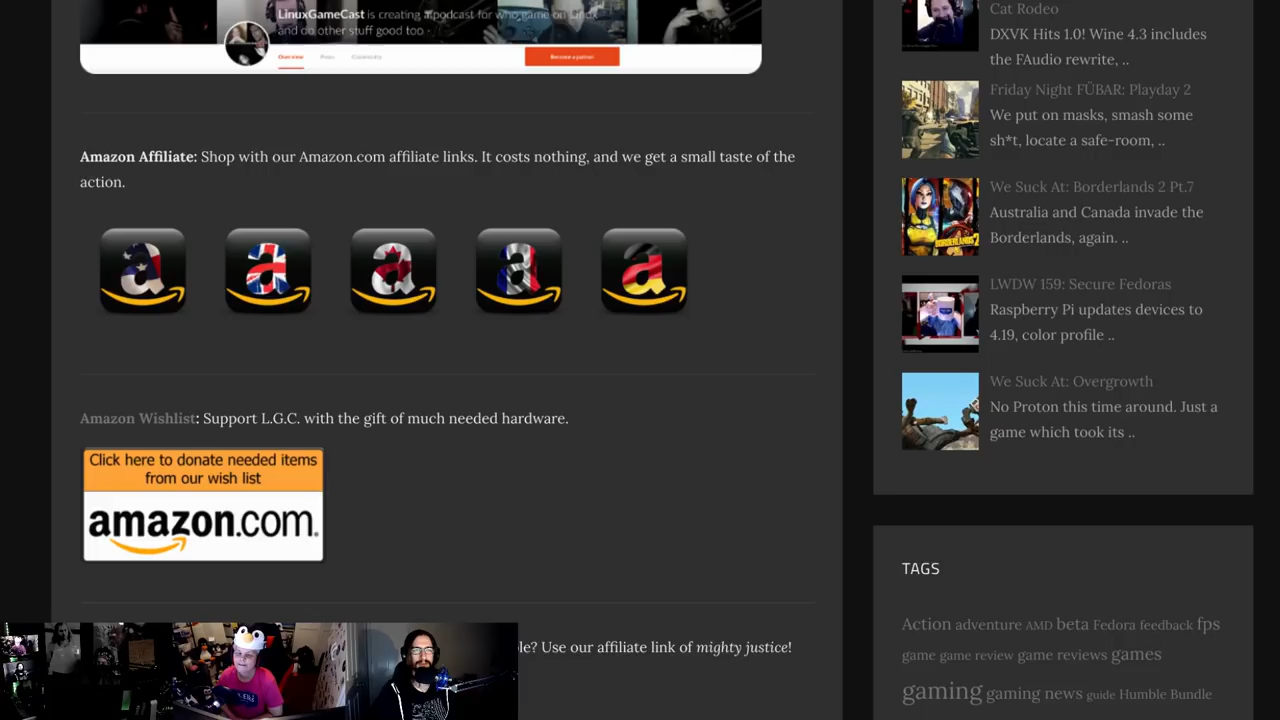 LinuxGameCast is creating a podcast for who game on Linux
and do other stuff good too
Overview Posts Community
Become a patron
Amazon Affiliate: Shop with our Amazon.com affiliate links. It costs nothing, and we get a small taste of the
action.
Amazon Wishlist: Support L.G.C. with the gift of much needed hardware.
Click here to donate needed items
from our wish list
amazon.com.
le? Use our affiliate link of mighty justice!
Cat Rodeo
DXVK Hits 1.0! Wine 4.3 includes
the FAudio rewrite, ..
Friday Night FÜBAR: Playday 2
We put on masks, smash some
sh*t, locate a safe-room, ..
We Suck At: Borderlands 2 Pt.7
Australia and Canada invade the
Borderlands, again. ..
LWDW 159: Secure Fedoras
Raspberry Pi updates devices to
4.19, color profile ..
We Suck At: Overgrowth
No Proton this time around. Just a
game which took its ..
TAGS
Action adventure AMD beta Fedora feedback fps
game game review game reviews games
gaming gaming news guide Humble Bundle